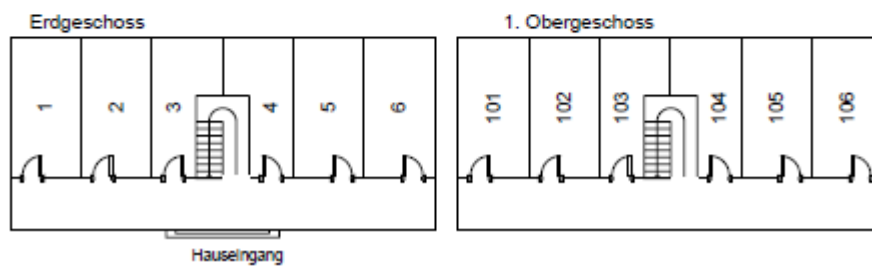 Erdgeschoss
1. Obergeschoss
1 2 3 4 5 6
101 102 103 104 105 106
Hauseingang